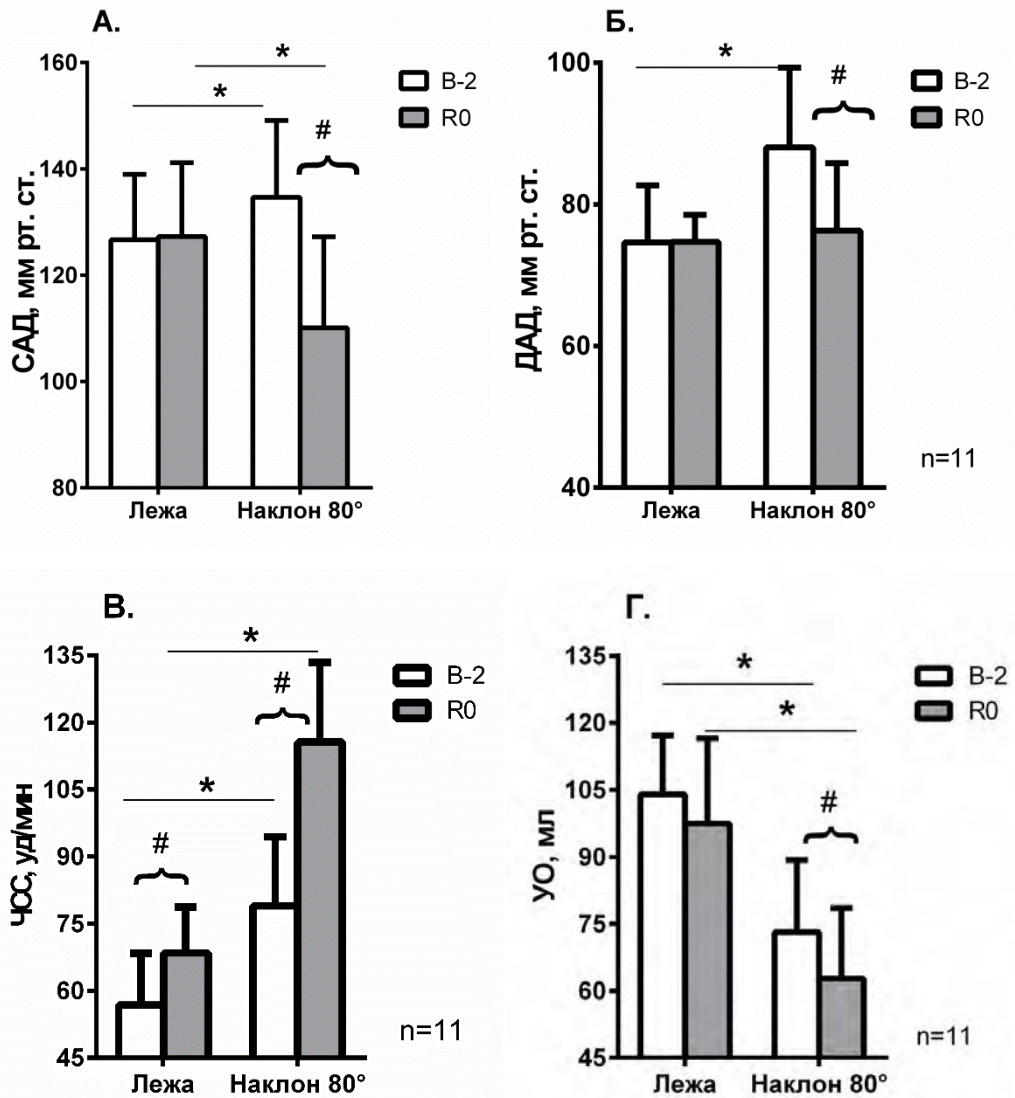 А.
САД, мм рт. ст.
160
140
120
100
80
*
*
#
B-2
R0
Лежа
Наклон 80°
Б.
ДАД, мм рт. ст.
100
80
60
40
*
#
B-2
R0
n=11
Лежа
Наклон 80°
В.
ЧСС, уд/мин
135
120
105
90
75
60
45
*
#
*
#
B-2
R0
n=11
Лежа
Наклон 80°
Г.
УО, мл
135
120
105
90
75
60
45
*
*
#
B-2
R0
n=11
Лежа
Наклон 80°